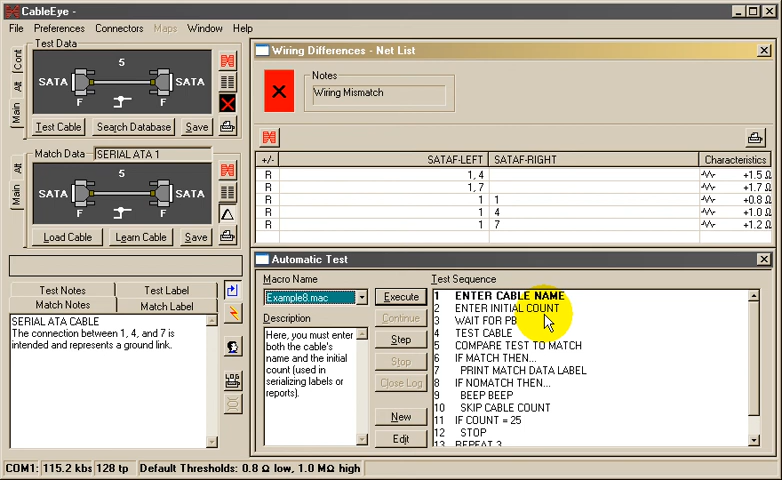 CableEye -
File Preferences Connectors Maps Window Help
Test Data
Cont
Alt
Main
5
SATA SATA
F F
Test Cable Search Database Save
Match Data SERIAL ATA 1
Alt
Main
5
SATA SATA
F F
Load Cable Learn Cable Save
Test Notes Test Label
Match Notes Match Label
SERIAL ATA CABLE
The connection between 1, 4, and 7 is
intended and represents a ground link.
LOG
Wiring Differences - Net List
Notes
Wiring Mismatch
+/- SATAF-LEFT SATAF-RIGHT Characteristics
R 1, 4 +1.5 Ω
R 1, 7 +1.7 Ω
R 1 1 +0.8 Ω
R 1 4 +1.0 Ω
R 1 7 +1.2 Ω
Automatic Test
Macro Name
Example8.mac
Description
Here, you must enter
both the cable's
name and the initial
count (used in
serializing labels or
reports).
Execute
Continue
Step
Stop
Close Log
New
Edit
Test Sequence
1 ENTER CABLE NAME
2 ENTER INITIAL COUNT
3 WAIT FOR PB
4 TEST CABLE
5 COMPARE TEST TO MATCH
6 IF MATCH THEN...
7 PRINT MATCH DATA LABEL
8 IF NOMATCH THEN...
9 BEEP BEEP
10 SKIP CABLE COUNT
11 IF COUNT = 25
12 STOP
13 REPEAT 3
COM1: 115.2 kbs 128 tp Default Thresholds: 0.8 Ω low, 1.0 MΩ high